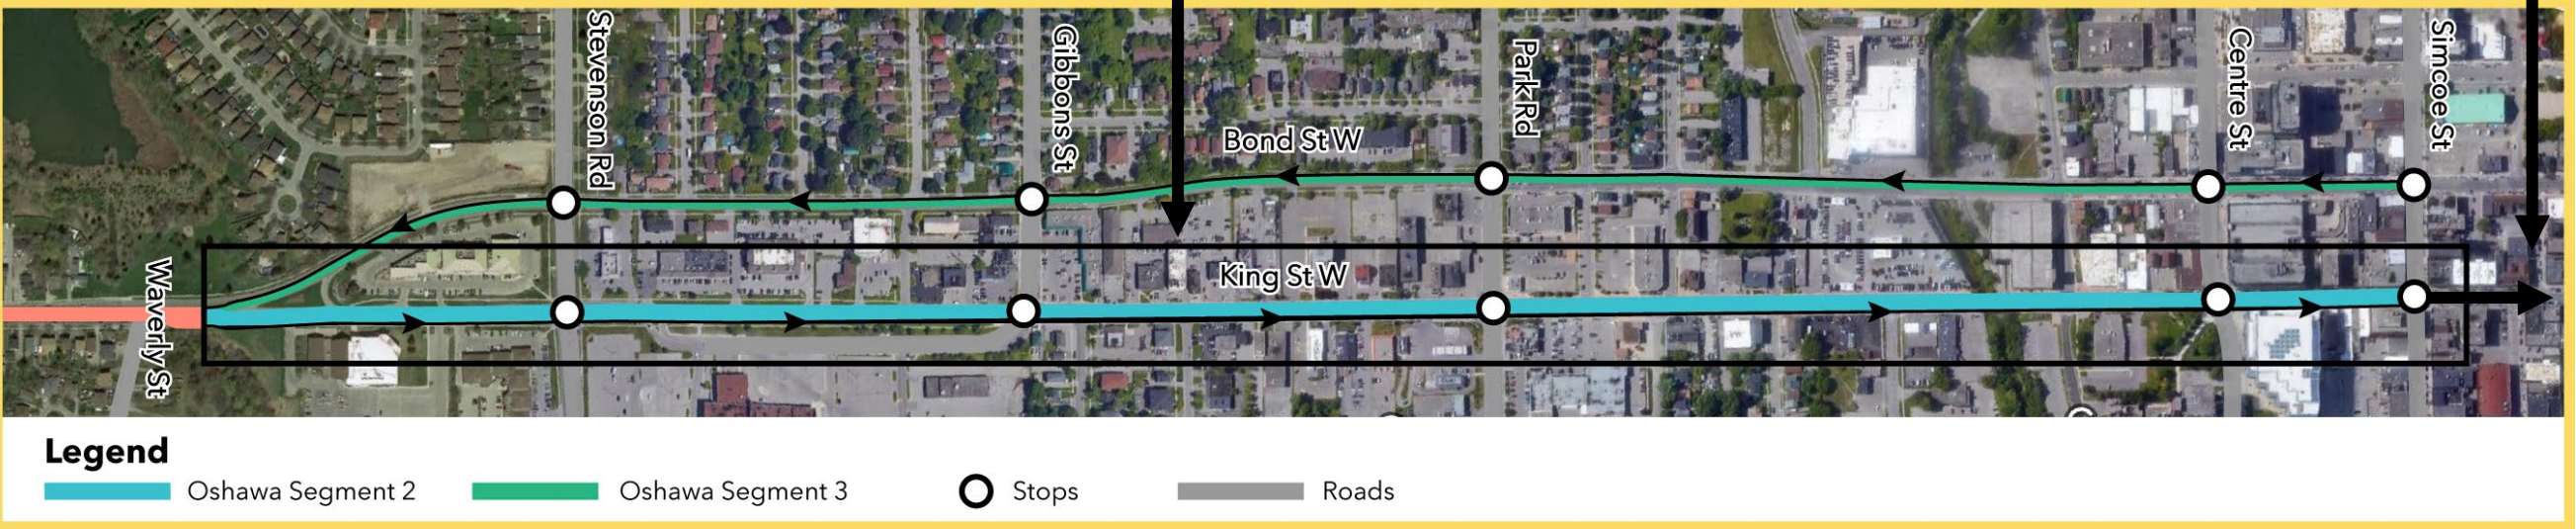 Stevenson Rd
Gibbons St
Park Rd
Centre St
Simcoe St
Bond St W
King St W
Waverly St
Legend
Oshawa Segment 2
Oshawa Segment 3
Stops
Roads